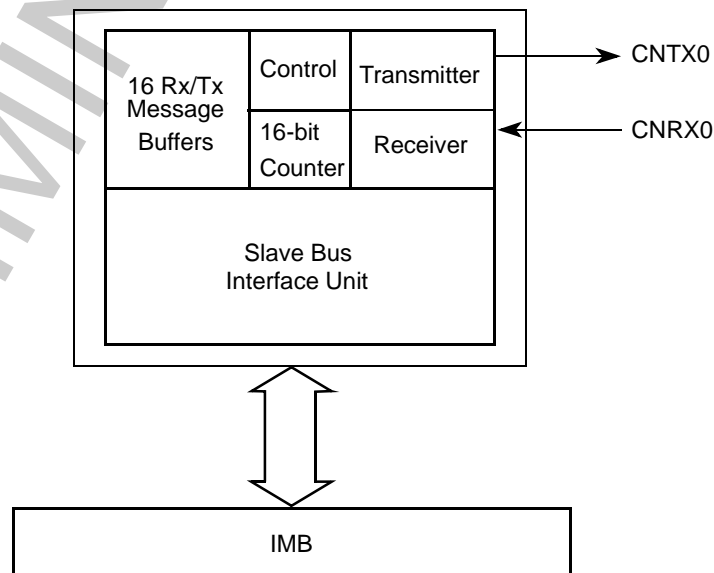 16 Rx/Tx
Message
Buffers
Control
Transmitter
CNTX0
16-bit
Counter
Receiver
CNRX0
Slave Bus
Interface Unit
IMB